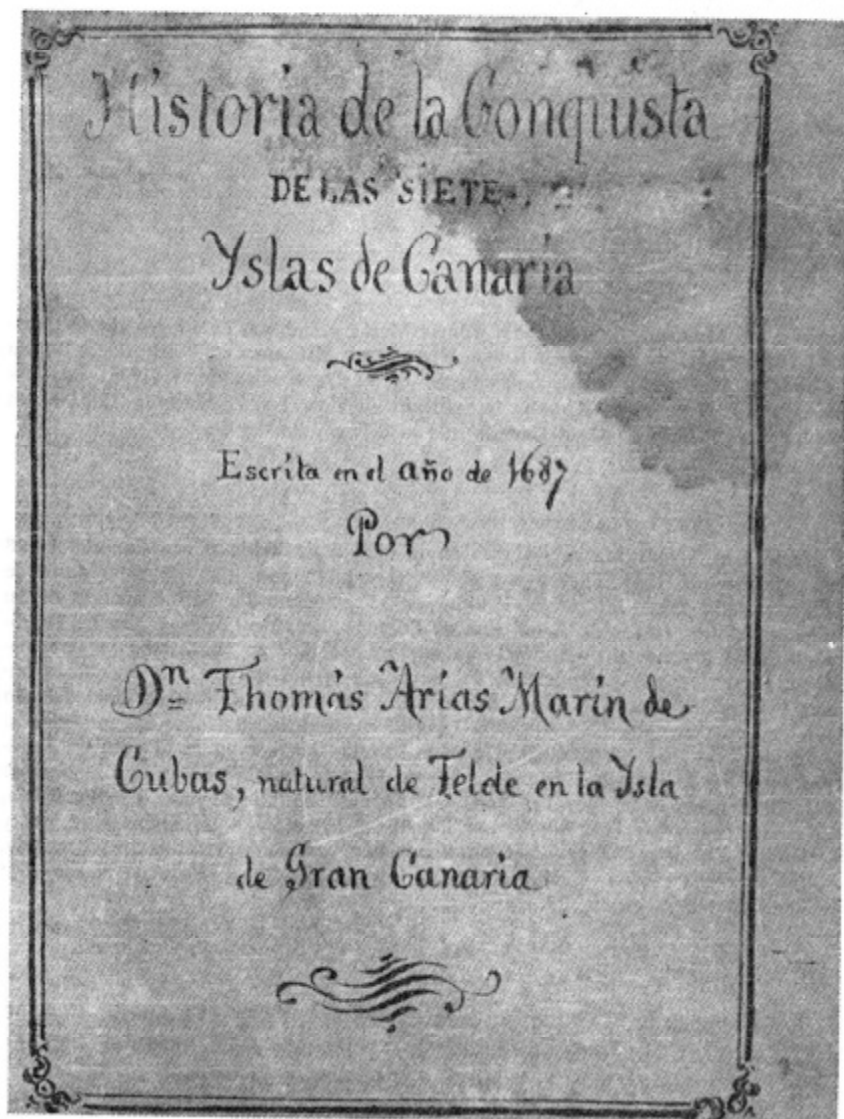 Historia de la Conquista
DE LAS SIETE
Yslas de Canaria
Escrita en el año de 1687
Por
Dn Thomàs Arias Marin de
Cubas, natural de Telde en la Ysla
de Gran Canaria